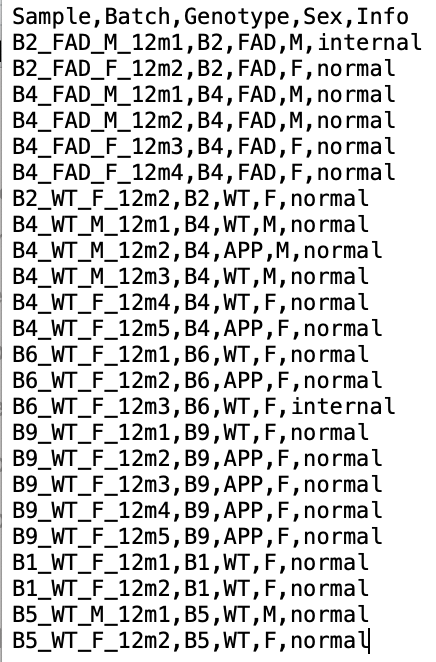 Sample,Batch,Genotype,Sex,Info
B2_FAD_M_12m1,B2,FAD,M,internal
B2_FAD_F_12m2,B2,FAD,F,normal
B4_FAD_M_12m1,B4,FAD,M,normal
B4_FAD_M_12m2,B4,FAD,M,normal
B4_FAD_F_12m3,B4,FAD,F,normal
B4_FAD_F_12m4,B4,FAD,F,normal
B2_WT_F_12m2,B2,WT,F,normal
B4_WT_M_12m1,B4,WT,M,normal
B4_WT_M_12m2,B4,APP,M,normal
B4_WT_M_12m3,B4,WT,M,normal
B4_WT_F_12m4,B4,WT,F,normal
B4_WT_F_12m5,B4,APP,F,normal
B6_WT_F_12m1,B6,WT,F,normal
B6_WT_F_12m2,B6,APP,F,normal
B6_WT_F_12m3,B6,WT,F,internal
B9_WT_F_12m1,B9,WT,F,normal
B9_WT_F_12m2,B9,APP,F,normal
B9_WT_F_12m3,B9,APP,F,normal
B9_WT_F_12m4,B9,APP,F,normal
B9_WT_F_12m5,B9,APP,F,normal
B1_WT_F_12m1,B1,WT,F,normal
B1_WT_F_12m2,B1,WT,F,normal
B5_WT_M_12m1,B5,WT,M,normal
B5_WT_F_12m2,B5,WT,F,normal